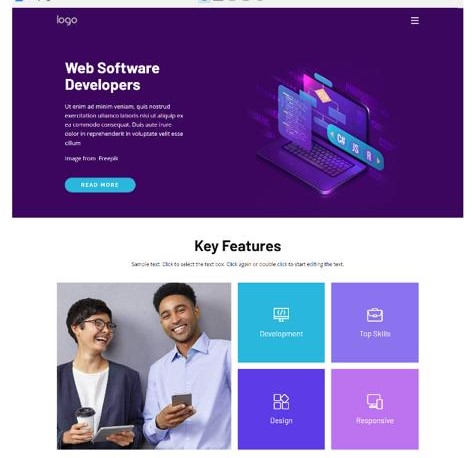 logo
Web Software
Developers
Ut enim ad minim veniam, quis nostrud
exercitation ullamco laboris nisi ut aliquip ex
ea commodo consequat. Duis aute irure
dolor in reprehenderit in voluptate velit esse
cillum
Image from Freepik
READ MORE
C#
JS
R
Key Features
Sample text. Click to select the text box. Click again or double click to start editing the text.
Development
Top Skills
Design
Responsive